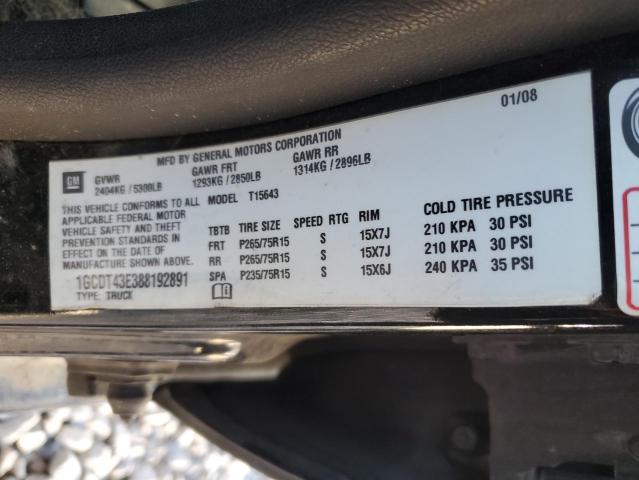 01/08
MFD BY GENERAL MOTORS CORPORATION
GM
GVWR GAWR FRT GAWR RR
2404KG / 5300LB 1293KG / 2850LB 1314KG / 2896LB
THIS VEHICLE CONFORMS TO ALL MODEL T15643
APPLICABLE FEDERAL MOTOR
VEHICLE SAFETY AND THEFT
PREVENTION STANDARDS IN
EFFECT ON THE DATE OF
MANUFACTURE SHOWN ABOVE.
1GCDT43E388192891
TYPE: TRUCK
TBTB TIRE SIZE SPEED RTG RIM COLD TIRE PRESSURE
FRT P265/75R15 S 15X7J 210 KPA 30 PSI
RR P265/75R15 S 15X7J 210 KPA 30 PSI
SPA P235/75R15 S 15X6J 240 KPA 35 PSI